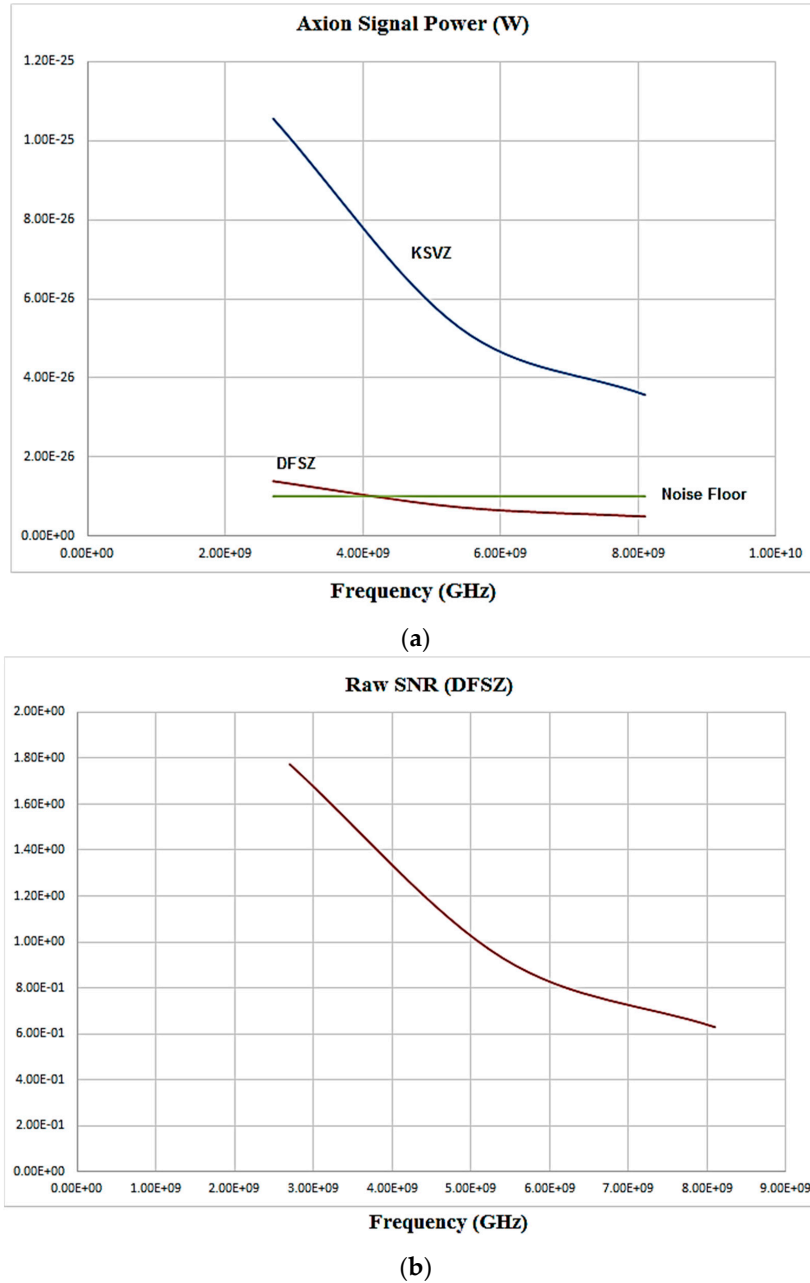 Axion Signal Power (W)
1.20E-25
1.00E-25
8.00E-26
KSVZ
6.00E-26
4.00E-26
2.00E-26
DFSZ
Noise Floor
0.00E+00
0.00E+00 2.00E+09 4.00E+09 6.00E+09 8.00E+09 1.00E+10
Frequency (GHz)
(a)
Raw SNR (DFSZ)
2.00E+00
1.80E+00
1.60E+00
1.40E+00
1.20E+00
1.00E+00
8.00E-01
6.00E-01
4.00E-01
2.00E-01
0.00E+00
0.00E+00 1.00E+09 2.00E+09 3.00E+09 4.00E+09 5.00E+09 6.00E+09 7.00E+09 8.00E+09 9.00E+09
Frequency (GHz)
(b)